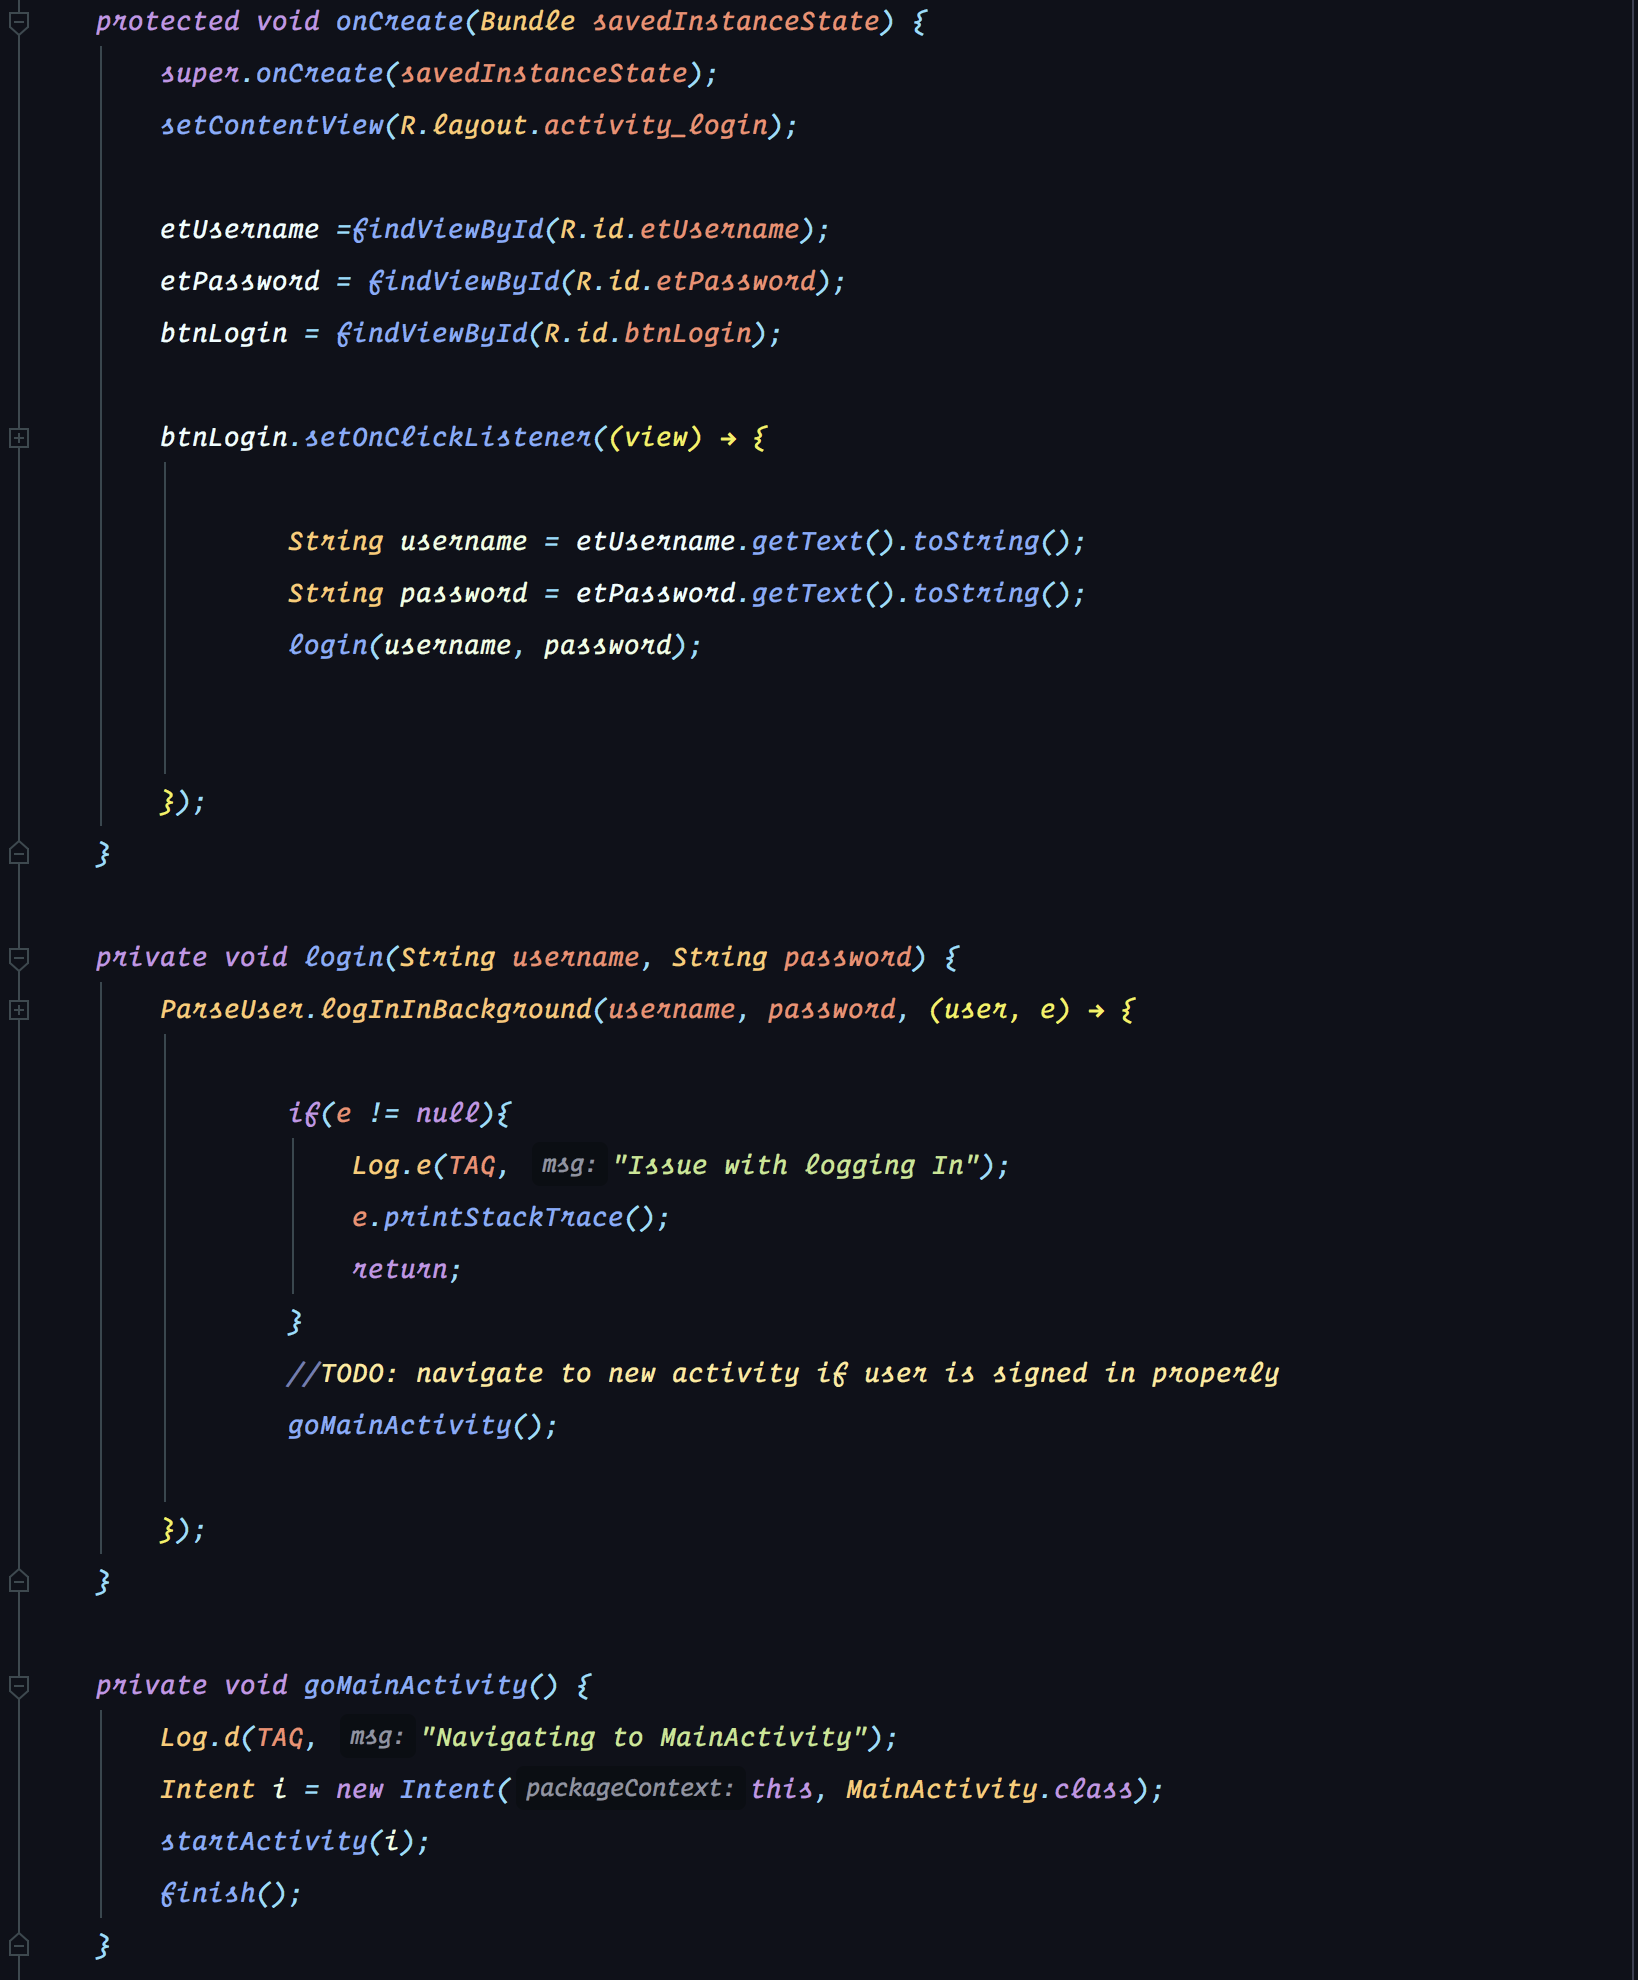 protected void onCreate(Bundle savedInstanceState) {
super.onCreate(savedInstanceState);
setContentView(R.layout.activity_login);
etUsername =findViewById(R.id.etUsername);
etPassword = findViewById(R.id.etPassword);
btnLogin = findViewById(R.id.btnLogin);
btnLogin.setOnClickListener((view) → {
String username = etUsername.getText().toString();
String password = etPassword.getText().toString();
login(username, password);
});
}
private void login(String username, String password) {
ParseUser.logInInBackground(username, password, (user, e) → {
if(e != null){
Log.e(TAG, msg: "Issue with logging In");
e.printStackTrace();
return;
}
//TODO: navigate to new activity if user is signed in properly
goMainActivity();
});
}
private void goMainActivity() {
Log.d(TAG, msg: "Navigating to MainActivity");
Intent i = new Intent( packageContext: this, MainActivity.class);
startActivity(i);
finish();
}